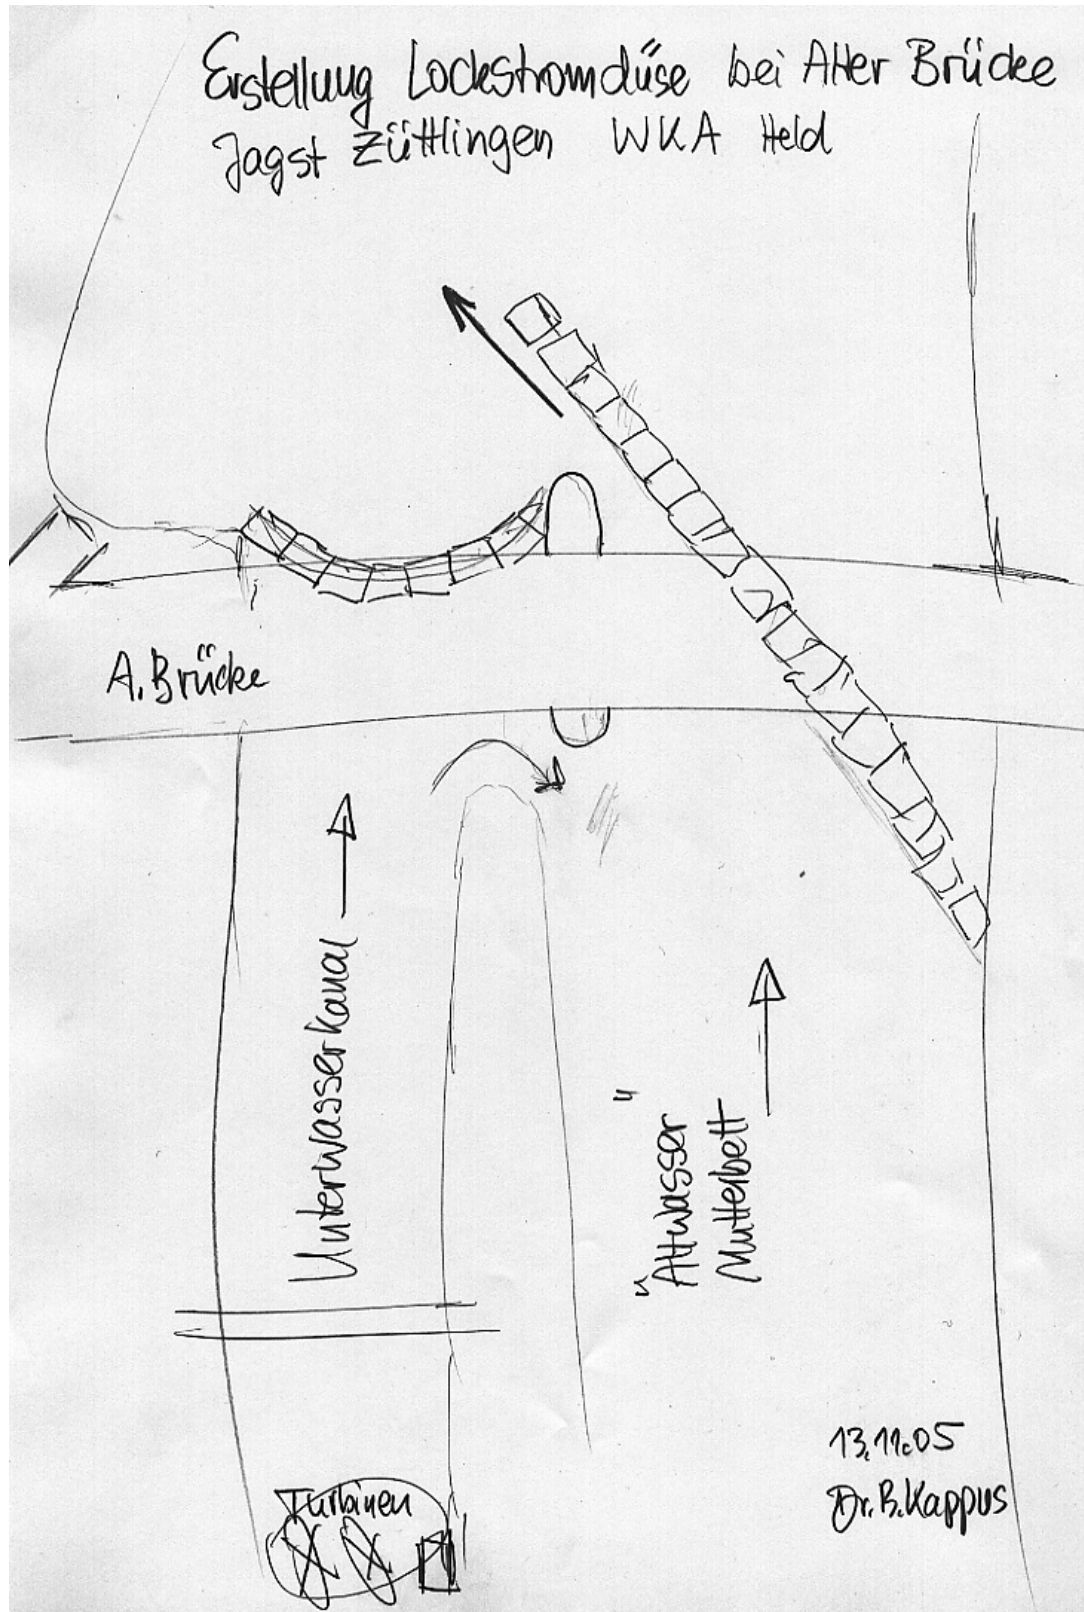 Erstellung Lockstromdüse bei Alter Brücke
Jagst Züttlingen WKA Held
A. Brücke
Unterwasserkanal
"Altwasser"
Mutterbett
Turbinen
13.11.05
Dr. B. Kappus